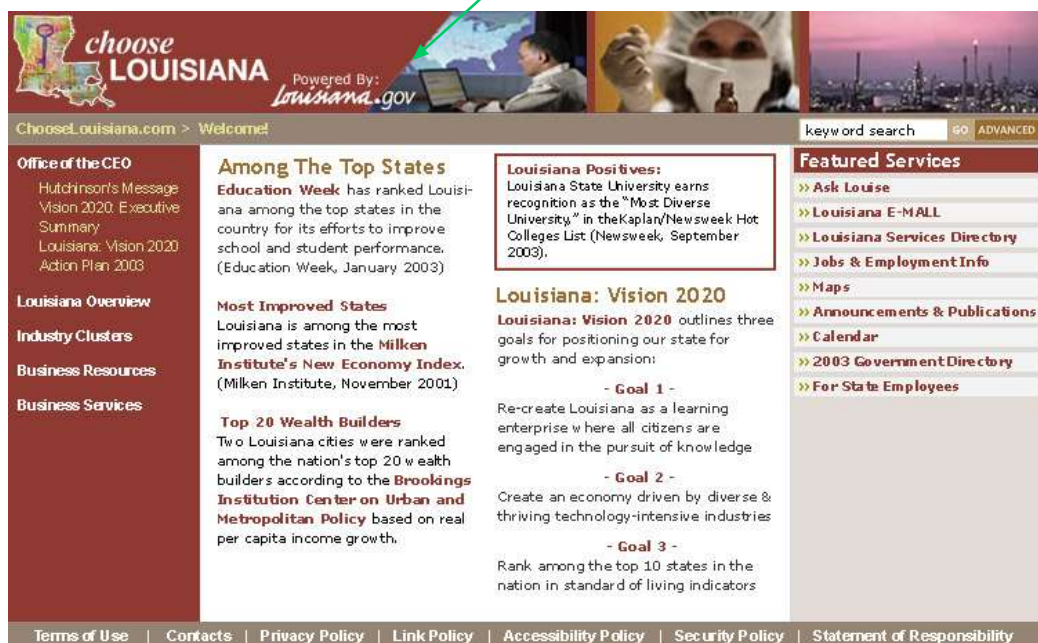 choose
LOUISIANA
Powered By:
Louisiana.gov
ChooseLouisiana.com > Welcome!
keyword search GO ADVANCED
Office of the CEO
Hutchinson's Message
Vision 2020: Executive
Summary
Louisiana: Vision 2020
Action Plan 2003
Louisiana Overview
Industry Clusters
Business Resources
Business Services
Among The Top States
Education Week has ranked Louisi-
ana among the top states in the
country for its efforts to improve
school and student performance.
(Education Week, January 2003)
Most Improved States
Louisiana is among the most
improved states in the Milken
Institute's New Economy Index.
(Milken Institute, November 2001)
Top 20 Wealth Builders
Two Louisiana cities were ranked
among the nation's top 20 wealth
builders according to the Brookings
Institution Center on Urban and
Metropolitan Policy based on real
per capita income growth.
Louisiana Positives:
Louisiana State University earns
recognition as the "Most Diverse
University," in the Kaplan/Newsweek Hot
Colleges List (Newsweek, September
2003).
Louisiana: Vision 2020
Louisiana: Vision 2020 outlines three
goals for positioning our state for
growth and expansion:
- Goal 1 -
Re-create Louisiana as a learning
enterprise where all citizens are
engaged in the pursuit of knowledge
- Goal 2 -
Create an economy driven by diverse &
thriving technology-intensive industries
- Goal 3 -
Rank among the top 10 states in the
nation in standard of living indicators
Featured Services
>> Ask Louise
>> Louisiana E-MALL
>> Louisiana Services Directory
>> Jobs & Employment Info
>> Maps
>> Announcements & Publications
>> Calendar
>> 2003 Government Directory
>> For State Employees
Terms of Use | Contacts | Privacy Policy | Link Policy | Accessibility Policy | Security Policy | Statement of Responsibility